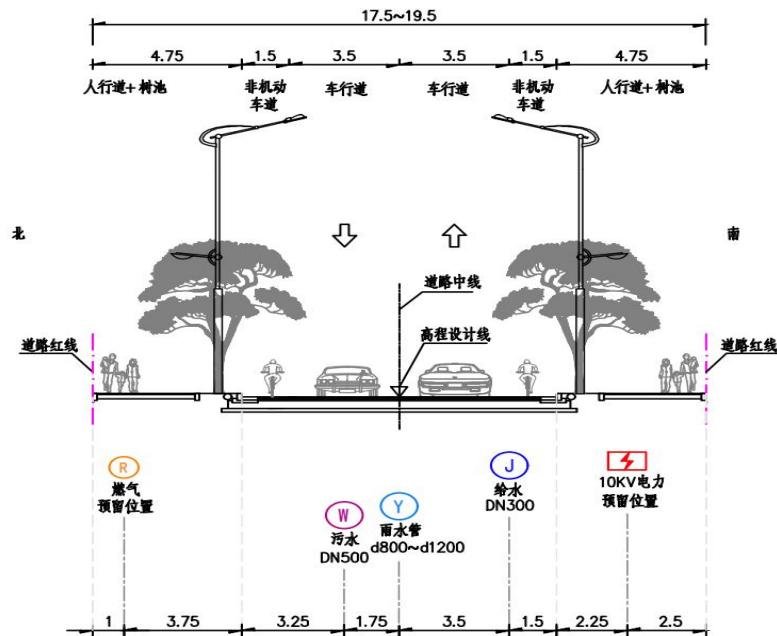 17.5~19.5
4.75 1.5 3.5 3.5 1.5 4.75
人行道+树池 非机动车道 车行道 车行道 非机动车道 人行道+树池
北 南
道路中线
高程设计线
道路红线 道路红线
R
燃气
预留位置
W
污水
DN500
Y
雨水管
d800~d1200
J
给水
DN300
10KV电力
预留位置
1 3.75 3.25 1.75 3.5 1.5 2.25 2.5